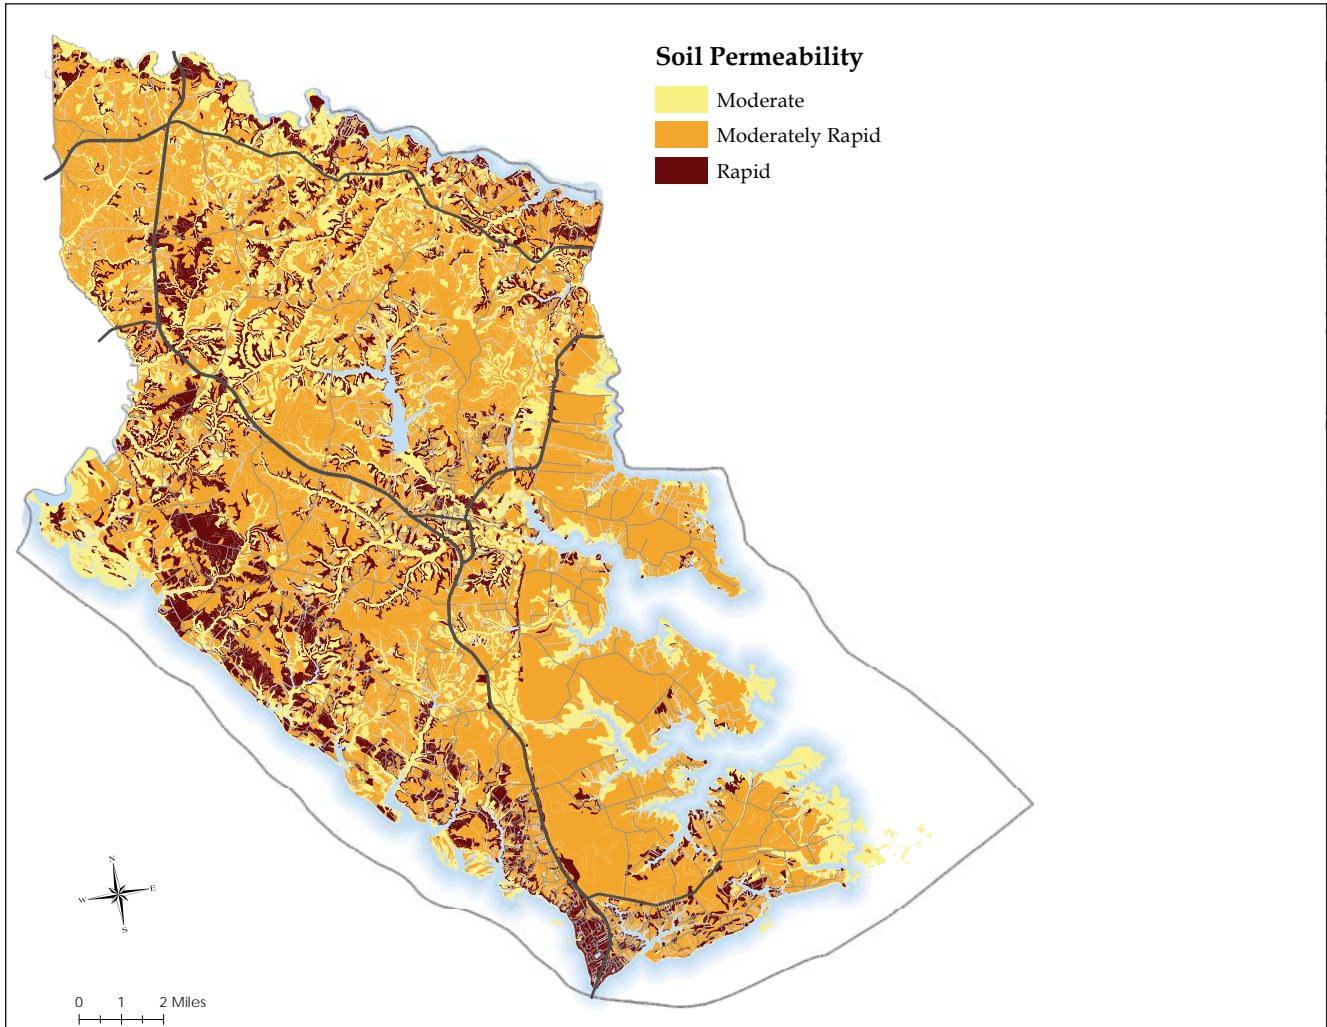 Soil Permeability
Moderate
Moderately Rapid
Rapid
N
W E
S
0 1 2 Miles